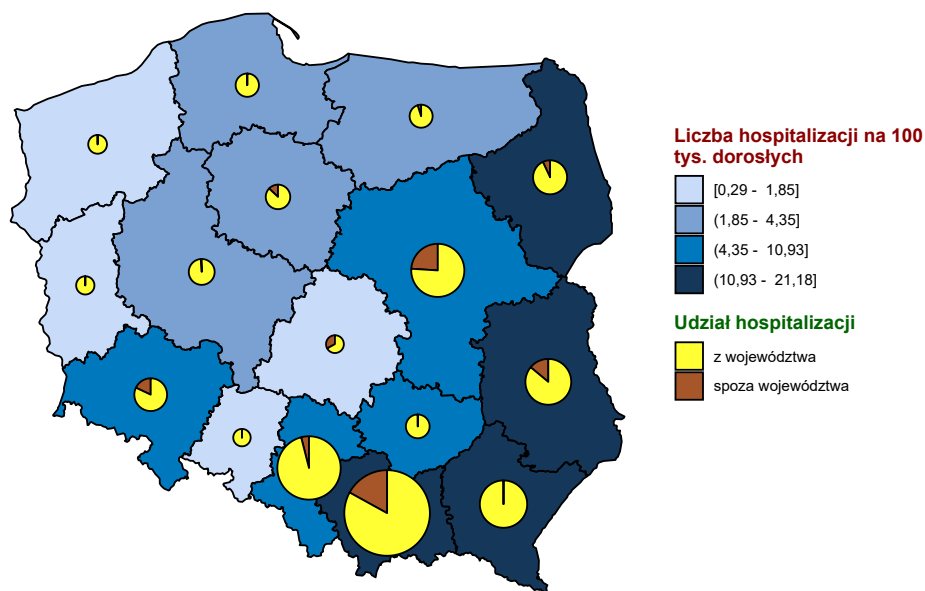 Liczba hospitalizacji na 100
tys. dorosłych
[0,29 - 1,85]
(1,85 - 4,35]
(4,35 - 10,93]
(10,93 - 21,18]
Udział hospitalizacji
z województwa
spoza województwa